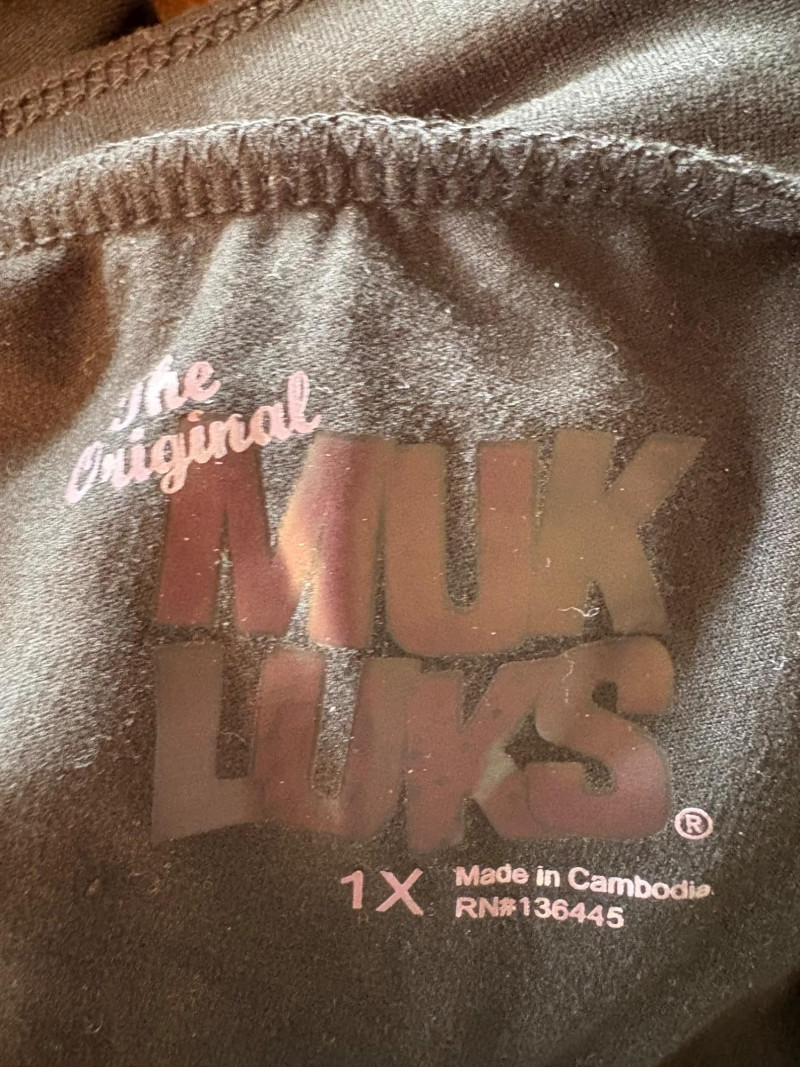 The
Original
MUK
LUKS®
1X
Made in Cambodia
RN#136445